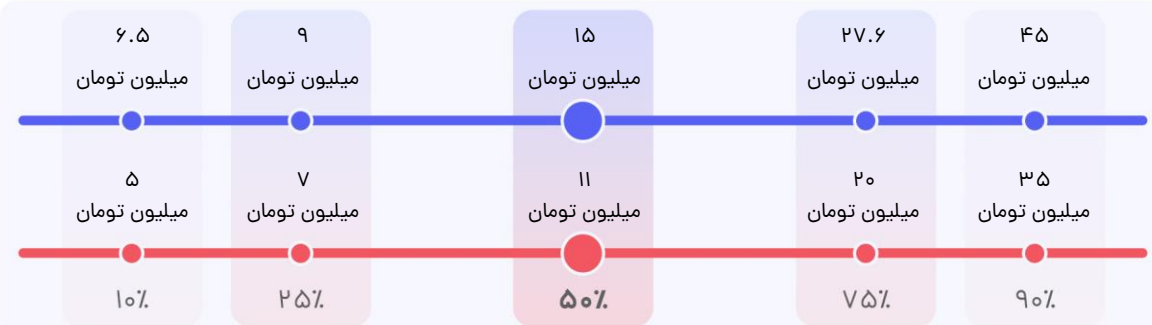 ۶.۵ ۹ ۱۵ ۲۷.۶ ۴۵
میلیون تومان میلیون تومان میلیون تومان میلیون تومان میلیون تومان
۵ ۷ ۱۱ ۲۰ ۳۵
میلیون تومان میلیون تومان میلیون تومان میلیون تومان میلیون تومان
۱۰٪ ۲۵٪ ۵۰٪ ۷۵٪ ۹۰٪